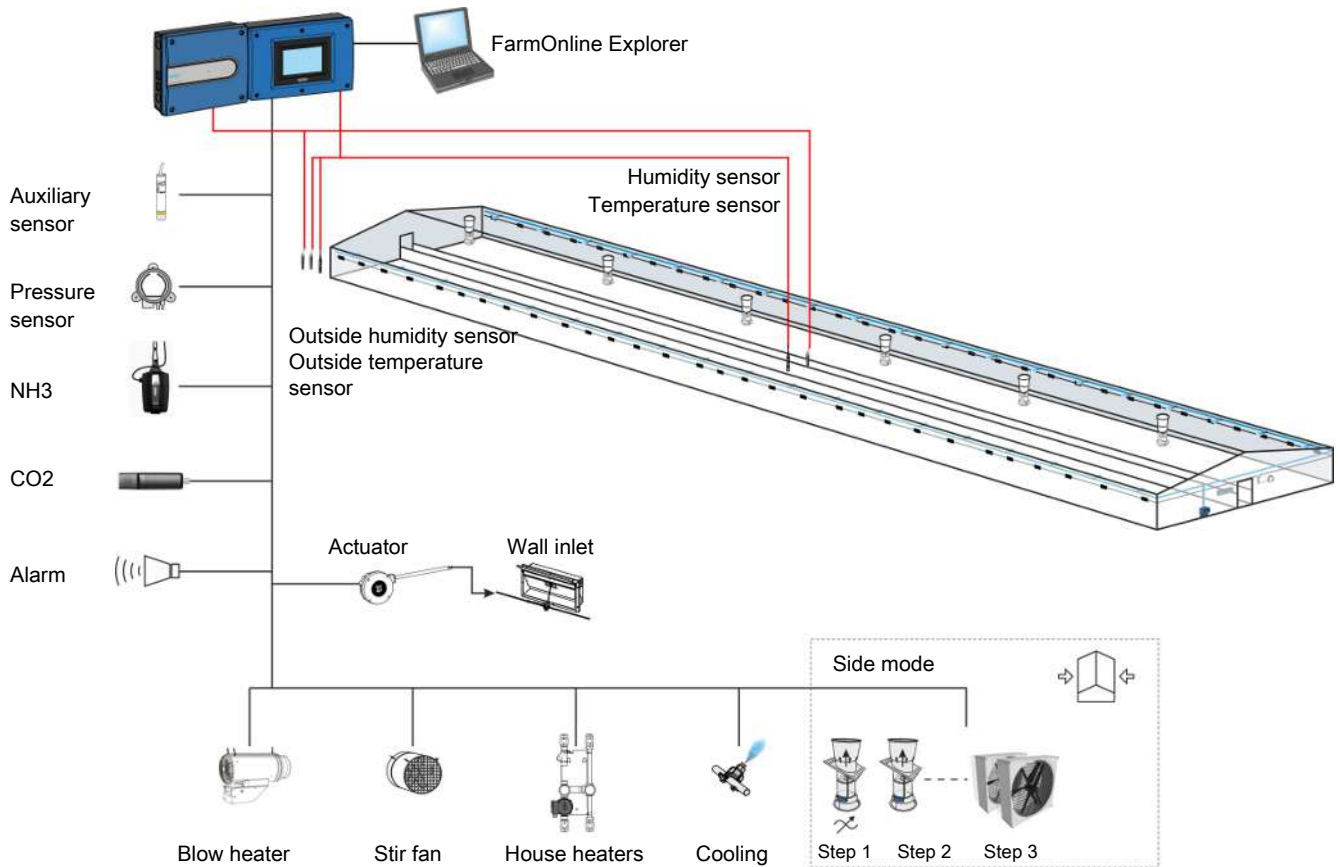 FarmOnline Explorer
Humidity sensor
Temperature sensor
Auxiliary
sensor
Pressure
sensor
Outside humidity sensor
Outside temperature
sensor
NH3
CO2
Alarm
Actuator
Wall inlet
Side mode
Blow heater
Stir fan
House heaters
Cooling
Step 1
Step 2
Step 3